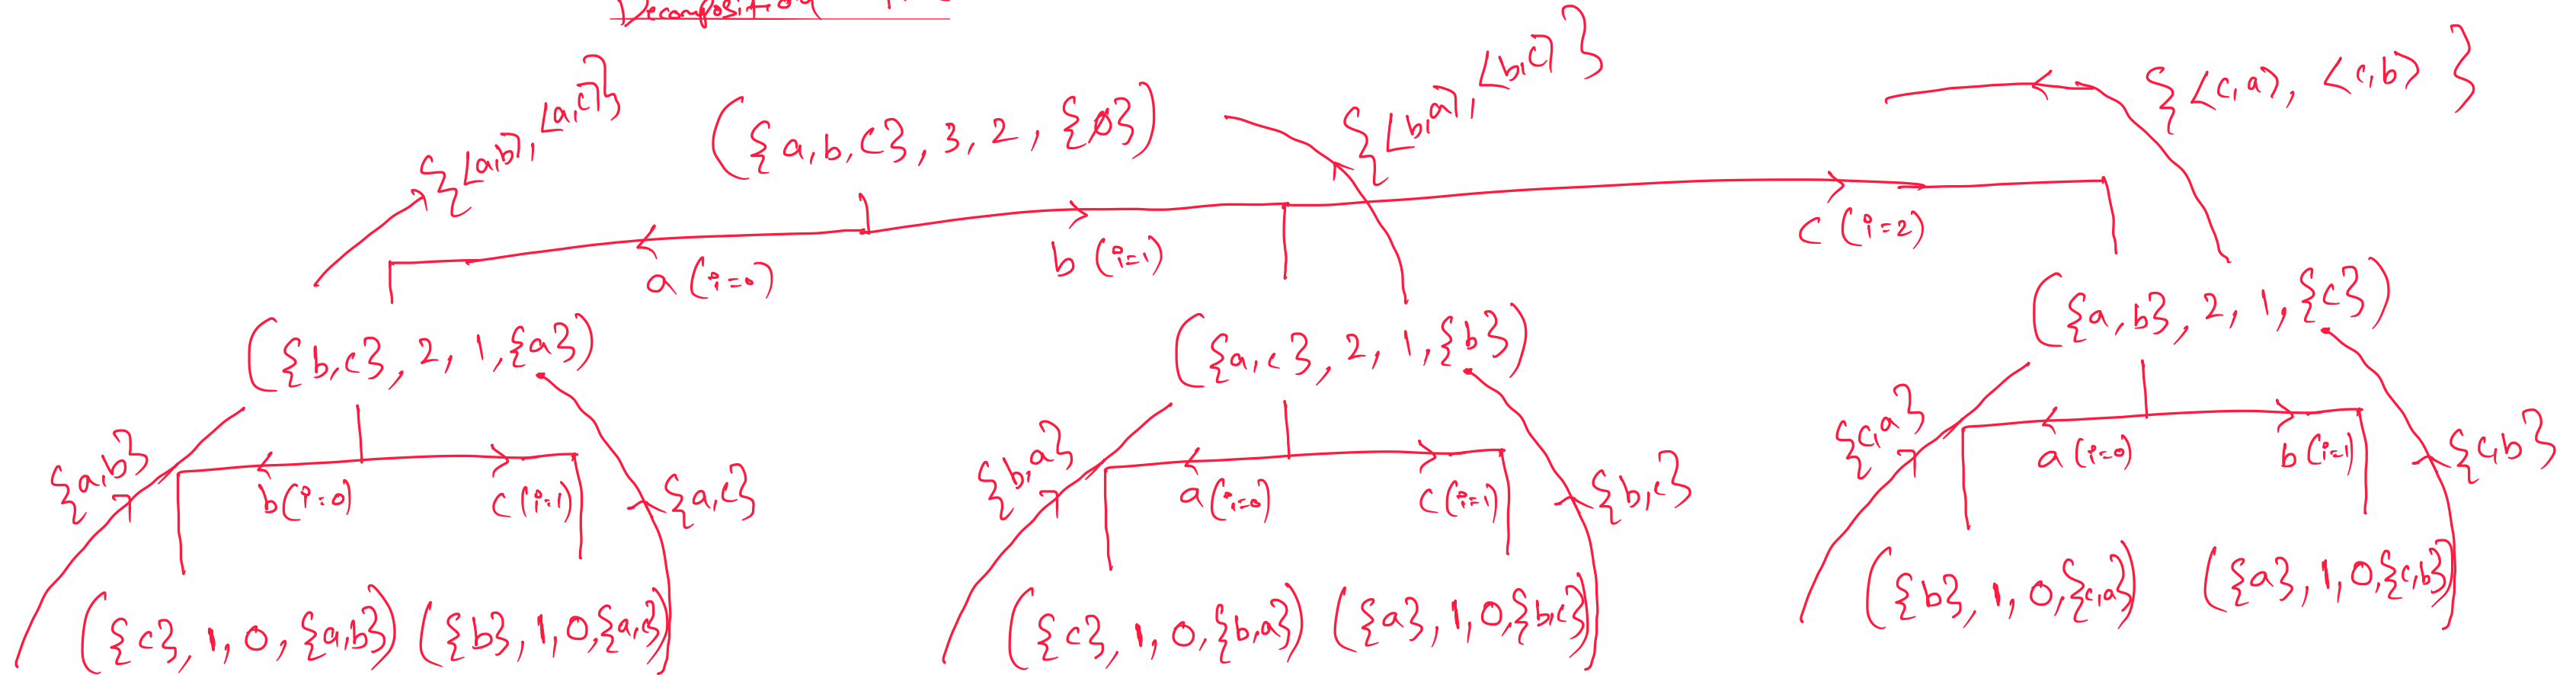 Decomposition
{<a,b>, <a,c>}
({a,b,c}, 3, 2, {ø})
{<b,a>, <b,c>}
{<c,a>, <c,b>}
a (i=0)
b (i=1)
c (i=2)
({b,c}, 2, 1, {a})
({a,c}, 2, 1, {b})
({a,b}, 2, 1, {c})
{a,b}
b (i=0)
c (i=1)
{a,c}
{b,a}
a (i=0)
c (i=1)
{b,c}
{c,a}
a (i=0)
b (i=1)
{c,b}
({c}, 1, 0, {a,b})
({b}, 1, 0, {a,c})
({c}, 1, 0, {b,a})
({a}, 1, 0, {b,c})
({b}, 1, 0, {c,a})
({a}, 1, 0, {c,b})